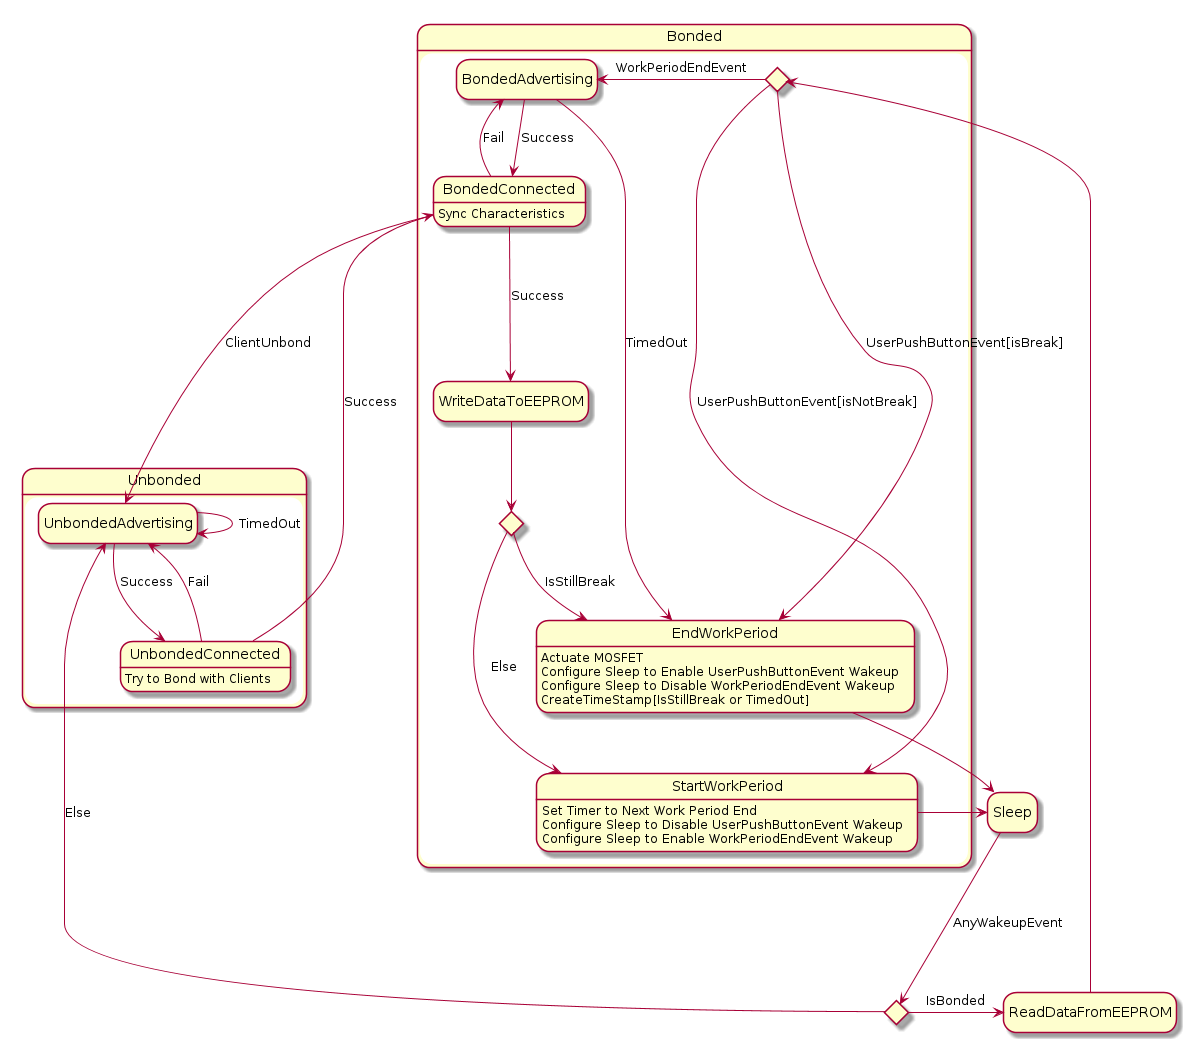 Bonded
WorkPeriodEndEvent
BondedAdvertising
Fail
Success
BondedConnected
Sync Characteristics
Success
ClientUnbond
TimedOut
UserPushButtonEvent[isBreak]
Success
WriteDataToEEPROM
UserPushButtonEvent[isNotBreak]
Unbonded
UnbondedAdvertising
TimedOut
Success
Fail
IsStillBreak
UnbondedConnected
Try to Bond with Clients
EndWorkPeriod
Actuate MOSFET
Configure Sleep to Enable UserPushButtonEvent Wakeup
Configure Sleep to Disable WorkPeriodEndEvent Wakeup
CreateTimeStamp[IsStillBreak or TimedOut]
Else
StartWorkPeriod
Set Timer to Next Work Period End
Configure Sleep to Disable UserPushButtonEvent Wakeup
Configure Sleep to Enable WorkPeriodEndEvent Wakeup
Sleep
Else
AnyWakeupEvent
IsBonded
ReadDataFromEEPROM